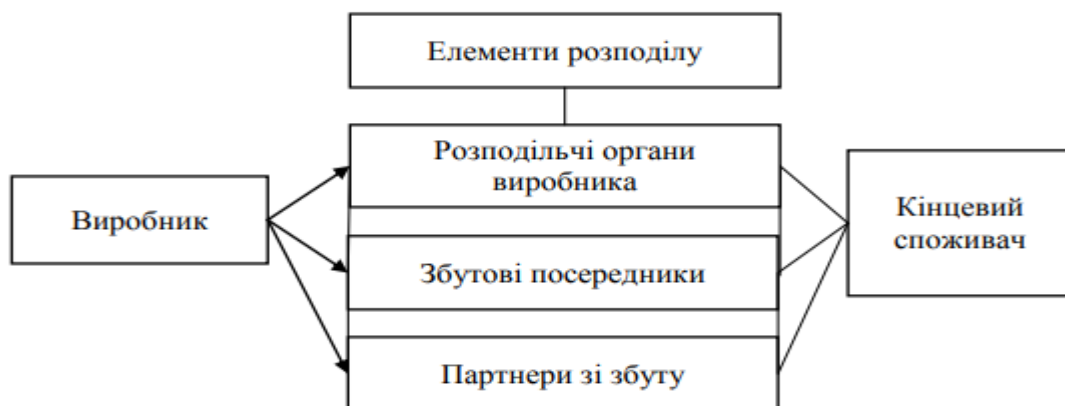 Елементи розподілу
Розподільчі органи
виробника
Виробник
Кінцевий
споживач
Збутові посередники
Партнери зі збуту